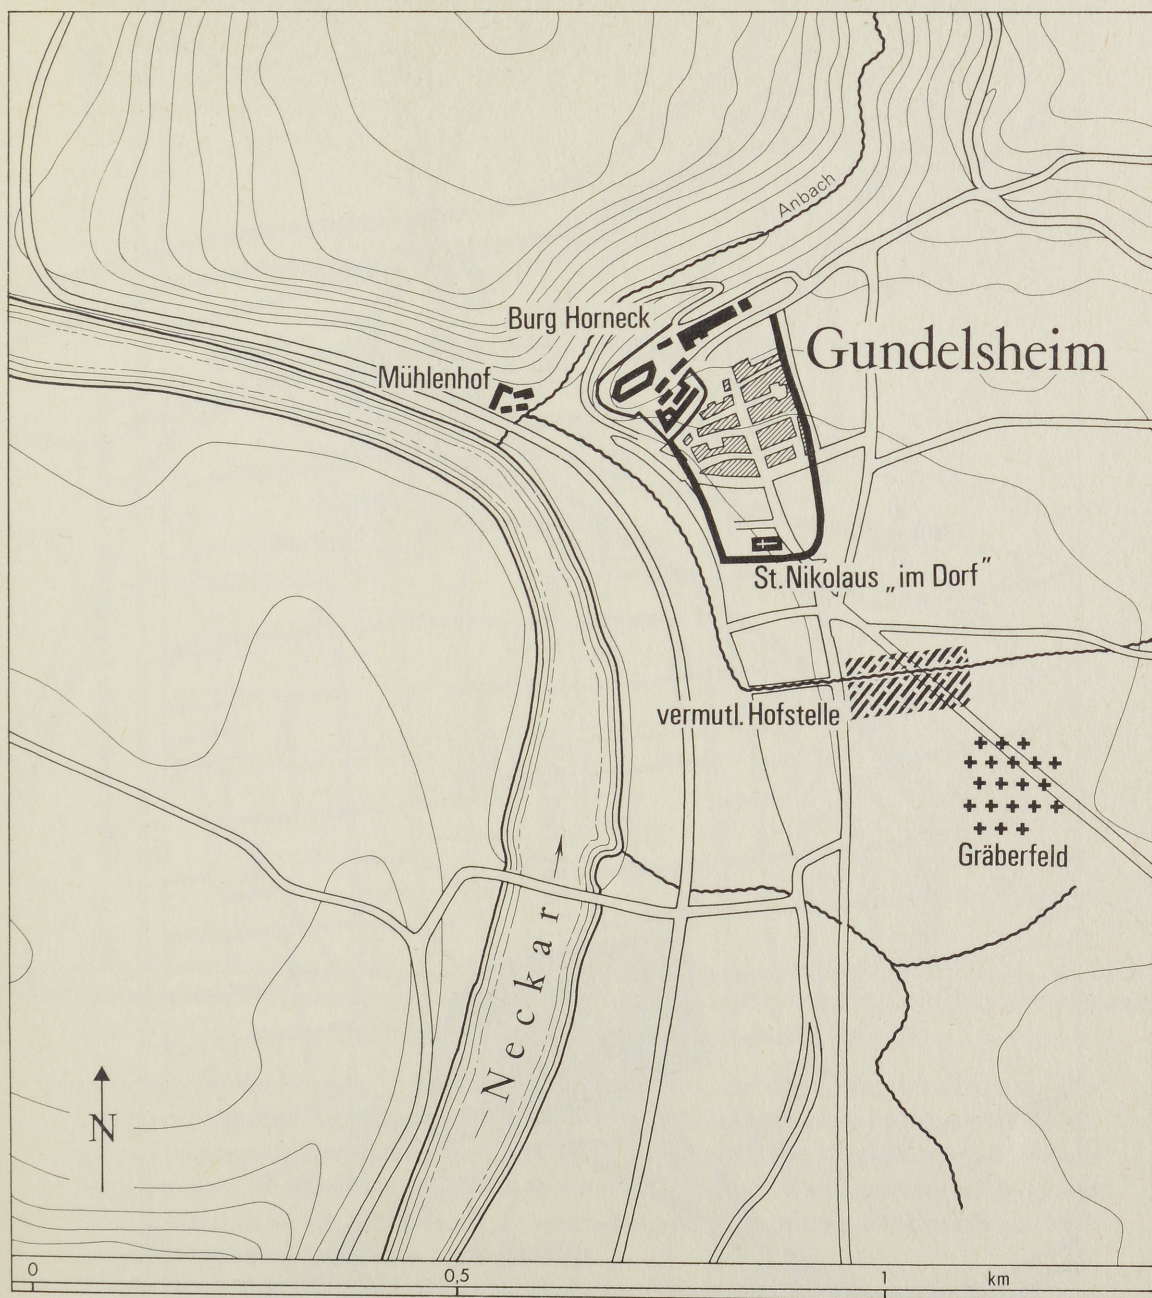 Anbach
Burg Horneck
Gundelsheim
Mühlenhof
St. Nikolaus „im Dorf”
vermutl. Hofstelle
Gräberfeld
Neckar
N
0 0,5 1 km